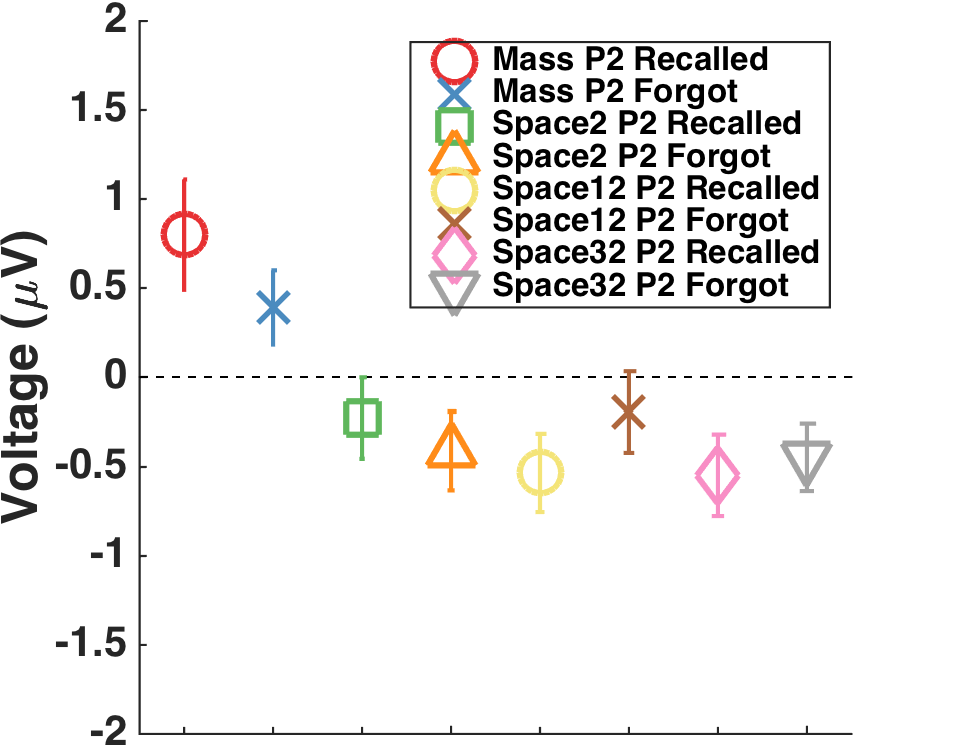 2
1.5
1
0.5
0
-0.5
-1
-1.5
-2
Voltage (μV)
Mass P2 Recalled
Mass P2 Forgot
Space2 P2 Recalled
Space2 P2 Forgot
Space12 P2 Recalled
Space12 P2 Forgot
Space32 P2 Recalled
Space32 P2 Forgot